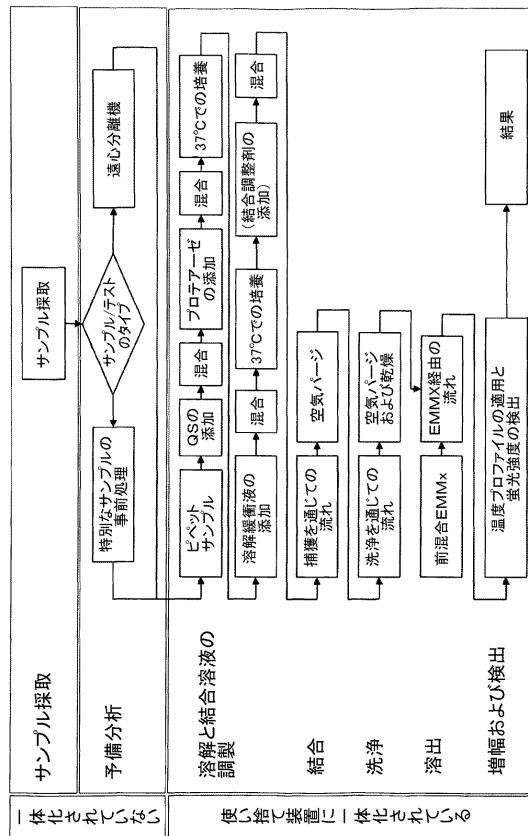 一体化されていない
サンプル採取
サンプル採取
予備分析
特別なサンプルの
事前処理
サンプル/テスト
のタイプ
遠心分離機
使い捨て装置に一体化されている
溶解と結合溶液の
調製
ピペット
サンプル
QSの
添加
混合
プロテアーゼ
の添加
混合
37℃での培養
溶解緩衝液の
添加
混合
37℃での培養
(結合調整剤の
添加)
混合
結合
捕獲を通じての
流れ
空気パージ
洗浄
洗浄を通じての
流れ
空気パージ
および乾燥
溶出
前混合EMMx
EMMX経由の
流れ
増幅および検出
温度プロファイルの適用と
蛍光強度の検出
結果